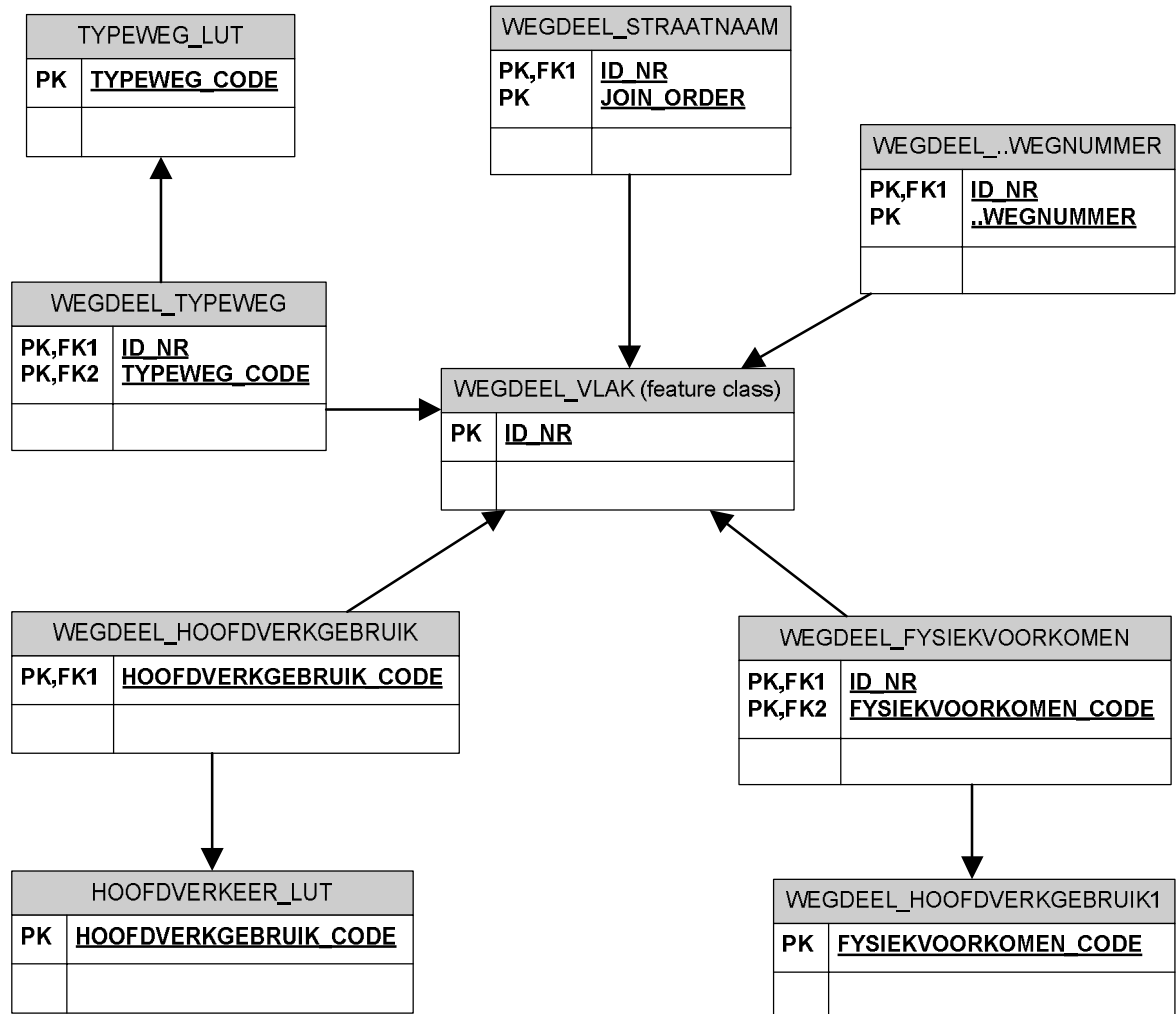 TYPEWEG_LUT
PK TYPEWEG_CODE
WEGDEEL_STRAATNAAM
PK,FK1 ID_NR
PK JOIN_ORDER
WEGDEEL_..WEGNUMMER
PK,FK1 ID_NR
PK ..WEGNUMMER
WEGDEEL_TYPEWEG
PK,FK1 ID_NR
PK,FK2 TYPEWEG_CODE
WEGDEEL_VLAK (feature class)
PK ID_NR
WEGDEEL_HOOFDVERKGEBRUIK
PK,FK1 HOOFDVERKGEBRUIK_CODE
WEGDEEL_FYSIEKVOORKOMEN
PK,FK1 ID_NR
PK,FK2 FYSIEKVOORKOMEN_CODE
HOOFDVERKEER_LUT
PK HOOFDVERKGEBRUIK_CODE
WEGDEEL_HOOFDVERKGEBRUIK1
PK FYSIEKVOORKOMEN_CODE